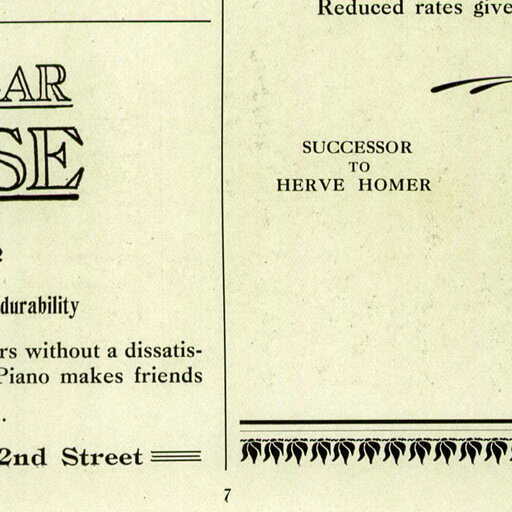 AR
SE
durability
rs without a dissatis-
Piano makes friends
2nd Street
Reduced rates give
SUCCESSOR
TO
HERVE HOMER
7